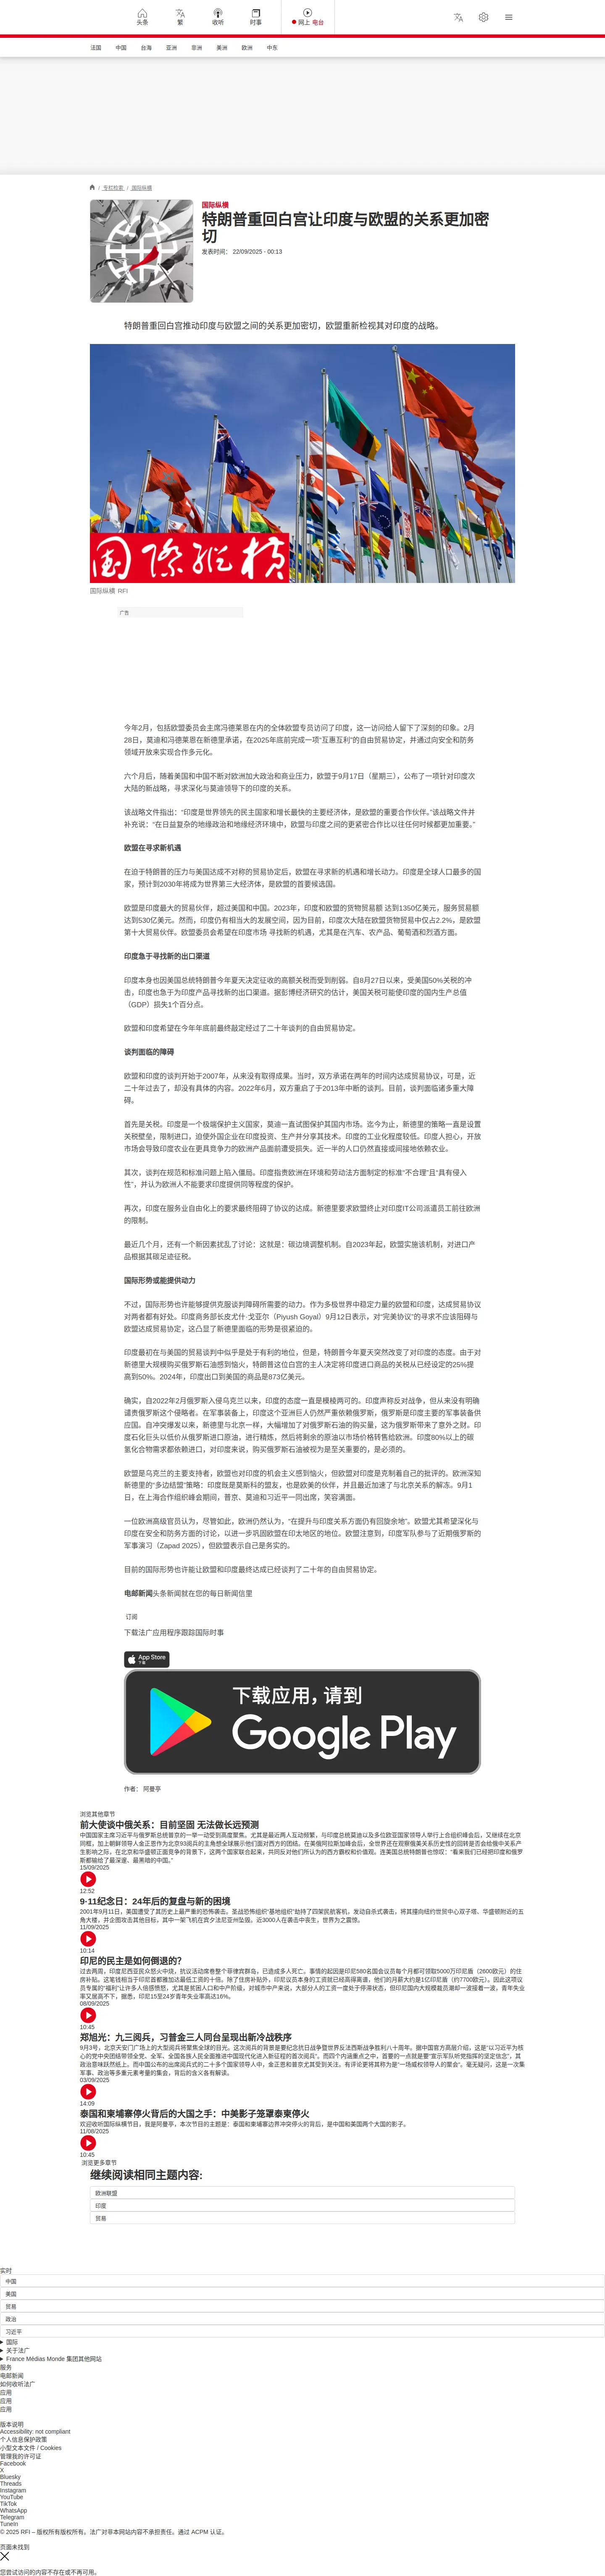 头条
繁
收听
时事
网上 电台
法国
中国
台海
亚洲
非洲
美洲
欧洲
中东
/ 专栏检索 / 国际纵横
国际纵横
特朗普重回白宫让印度与欧盟的关系更加密
切
发表时间： 22/09/2025 - 00:13
特朗普重回白宫推动印度与欧盟之间的关系更加密切，欧盟重新检视其对印度的战略。
国際縱橫
国际纵横 RFI
广告
今年2月，包括欧盟委员会主席冯德莱恩在内的全体欧盟专员访问了印度，这一访问给人留下了深刻的印象。2月
28日，莫迪和冯德莱恩在新德里承诺，在2025年底前完成一项“互惠互利”的自由贸易协定，并通过向安全和防务
领域开放来实现合作多元化。
六个月后，随着美国和中国不断对欧洲加大政治和商业压力，欧盟于9月17日（星期三），公布了一项针对印度次
大陆的新战略，寻求深化与莫迪领导下的印度的关系。
该战略文件指出：“印度是世界领先的民主国家和增长最快的主要经济体，是欧盟的重要合作伙伴。”该战略文件并
补充说：“在日益复杂的地缘政治和地缘经济环境中，欧盟与印度之间的更紧密合作比以往任何时候都更加重要。”
欧盟在寻求新机遇
在迫于特朗普的压力与美国达成不对称的贸易协定后，欧盟在寻求新的机遇和增长动力。印度是全球人口最多的国
家，预计到2030年将成为世界第三大经济体，是欧盟的首要候选国。
欧盟是印度最大的贸易伙伴，超过美国和中国。2023年，印度和欧盟的货物贸易额 达到1350亿美元，服务贸易额
达到530亿美元。然而，印度仍有相当大的发展空间，因为目前，印度次大陆在欧盟货物贸易中仅占2.2%，是欧盟
第十大贸易伙伴。欧盟委员会希望在印度市场 寻找新的机遇，尤其是在汽车、农产品、葡萄酒和烈酒方面。
印度急于寻找新的出口渠道
印度本身也因美国总统特朗普今年夏天决定征收的高额关税而受到削弱。自8月27日以来，受美国50%关税的冲
击，印度也急于为印度产品寻找新的出口渠道。据彭博经济研究的估计，美国关税可能使印度的国内生产总值
（GDP）损失1个百分点。
欧盟和印度希望在今年年底前最终敲定经过了二十年谈判的自由贸易协定。
谈判面临的障碍
欧盟和印度的谈判开始于2007年，从来没有取得成果。当时，双方承诺在两年的时间内达成贸易协议，可是，近
二十年过去了，却没有具体的内容。2022年6月，双方重启了于2013年中断的谈判。目前，谈判面临诸多重大障
碍。
首先是关税。印度是一个极端保护主义国家，莫迪一直试图保护其国内市场。迄今为止，新德里的策略一直是设置
关税壁垒，限制进口，迫使外国企业在印度投资、生产并分享其技术。印度的工业化程度较低。印度人担心，开放
市场会导致印度农业在更具竞争力的欧洲产品面前遭受损失。近一半的人口仍然直接或间接地依赖农业。
其次，谈判在规范和标准问题上陷入僵局。印度指责欧洲在环境和劳动法方面制定的标准“不合理”且“具有侵入
性”，并认为欧洲人不能要求印度提供同等程度的保护。
再次，印度在服务业自由化上的要求最终阻碍了协议的达成。新德里要求欧盟终止对印度IT公司派遣员工前往欧洲
的限制。
最近几个月，还有一个新因素扰乱了讨论：这就是：碳边境调整机制。自2023年起，欧盟实施该机制，对进口产
品根据其碳足迹征税。
国际形势或能提供动力
不过，国际形势也许能够提供克服谈判障碍所需要的动力。作为多极世界中稳定力量的欧盟和印度，达成贸易协议
对两者都有好处。印度商务部长皮尤什·戈亚尔（Piyush Goyal）9月12日表示，对“完美协议”的寻求不应该阻碍与
欧盟达成贸易协定，这凸显了新德里面临的形势是很紧迫的。
印度最初在与美国的贸易谈判中似乎是处于有利的地位，但是，特朗普今年夏天突然改变了对印度的态度。由于对
新德里大规模购买俄罗斯石油感到恼火，特朗普这位白宫的主人决定将印度进口商品的关税从已经设定的25%提
高到50%。2024年，印度出口到美国的商品是873亿美元。
确实，自2022年2月俄罗斯入侵乌克兰以来，印度的态度一直是模棱两可的。印度声称反对战争，但从来没有明确
谴责俄罗斯这个侵略者。在军事装备上，印度这个亚洲巨人仍然严重依赖俄罗斯，俄罗斯是印度主要的军事装备供
应国。自冲突爆发以来，新德里与北京一样，大幅增加了对俄罗斯石油的购买量，这为俄罗斯带来了意外之财。印
度石化巨头以低价从俄罗斯进口原油，进行精炼，然后将剩余的原油以市场价格转售给欧洲。印度80%以上的碳
氢化合物需求都依赖进口，对印度来说，购买俄罗斯石油被视为是至关重要的，是必须的。
欧盟是乌克兰的主要支持者，欧盟也对印度的机会主义感到恼火，但欧盟对印度是克制着自己的批评的。欧洲深知
新德里的“多边结盟”策略：印度既是莫斯科的盟友，也是欧美的伙伴，并且最近加速了与北京关系的解冻。9月1
日，在上海合作组织峰会期间，普京、莫迪和习近平一同出席，笑容满面。
一位欧洲高级官员认为，尽管如此，欧洲仍然认为，“在提升与印度关系方面仍有回旋余地”。欧盟尤其希望深化与
印度在安全和防务方面的讨论，以进一步巩固欧盟在印太地区的地位。欧盟注意到，印度军队参与了近期俄罗斯的
军事演习（Zapad 2025），但欧盟表示自己是务实的。
目前的国际形势也许能让欧盟和印度最终达成已经谈判了二十年的自由贸易协定。
电邮新闻头条新闻就在您的每日新闻信里
订阅
下载法广应用程序跟踪国际时事
App Store
下载
下载应用，请到
Google Play
作者： 阿曼亭
浏览其他章节
前大使谈中俄关系：目前坚固 无法做长远预测
中国国家主席习近平与俄罗斯总统普京的一举一动受到高度聚焦。尤其是最近两人互动频繁，与印度总统莫迪以及多位欧亚国家领导人举行上合组织峰会后，又继续在北京
同框，加上朝鲜领导人金正恩作为北京93阅兵的主角想全球展示他们面对西方的团结。在美俄阿拉斯加峰会后，全世界还在观察俄美关系历史性的回转是否会给俄中关系产
生影响之际，在北京和华盛顿正面竞争的背景下，这两个国家联合起来，共同反对他们所认为的西方霸权和价值观。连美国总统特朗普也惊叹：“看来我们已经把印度和俄罗
斯都输给了最深邃、最黑暗的中国。”
15/09/2025
12:52
9·11纪念日：24年后的复盘与新的困境
2001年9月11日，美国遭受了其历史上最严重的恐怖袭击。圣战恐怖组织“基地组织”劫持了四架民航客机，发动自杀式袭击，将其撞向纽约世贸中心双子塔、华盛顿附近的五
角大楼，并企图攻击其他目标，其中一架飞机在宾夕法尼亚州坠毁。近3000人在袭击中丧生，世界为之震惊。
11/09/2025
10:14
印尼的民主是如何倒退的？
过去两周，印度尼西亚民众怒火中烧，抗议活动席卷整个菲律宾群岛，已造成多人死亡。事情的起因是印尼580名国会议员每个月都可领取5000万印尼盾（2600欧元）的住
房补贴。这笔钱相当于印尼首都雅加达最低工资的十倍。除了住房补贴外，印尼议员本身的工资就已经高得离谱，他们的月薪大约是1亿印尼盾（约7700欧元）。因此这项议
员专属的“福利”让许多人倍感愤怒，尤其是贫困人口和中产阶级，对城市中产来说，大部分人的工资一度处于停滞状态，但印尼国内大规模裁员潮却一波接着一波，青年失业
率又居高不下，据悉，印尼15至24岁青年失业率高达16%。
08/09/2025
10:45
郑旭光：九三阅兵，习普金三人同台呈现出新冷战秩序
9月3号，北京天安门广场上的大型阅兵将聚焦全球的目光。这次阅兵的背景是要纪念抗日战争暨世界反法西斯战争胜利八十周年。据中国官方高层介绍，这是“以习近平为核
心的党中央团结带领全党、全军、全国各族人民全面推进中国现代化进入新征程的首次阅兵”。而四个内涵重点之中，首要的一点就是要“宣示军队听党指挥的坚定信念”，其
政治意味跃然纸上。而中国公布的出席阅兵式的二十多个国家领导人中，金正恩和普京尤其受到关注。有评论更将其称为是“一场威权领导人的聚会”。毫无疑问，这是一次集
军事、政治等多重元素考量的集会，背后的含义各有解读。
03/09/2025
14:09
泰国和柬埔寨停火背后的大国之手：中美影子笼罩泰柬停火
欢迎收听国际纵横节目，我是阿曼亭，本次节目的主题是：泰国和柬埔寨边界冲突停火的背后，是中国和美国两个大国的影子。
11/08/2025
10:45
浏览更多章节
继续阅读相同主题内容:
欧洲联盟
印度
贸易
实时
中国
美国
贸易
政治
习近平
国际
关于法广
France Médias Monde 集团其他网站
服务
电邮新闻
如何收听法广
应用
应用
应用
版本说明
Accessibility: not compliant
个人信息保护政策
小型文本文件 / Cookies
管理我的许可证
Facebook
X
Bluesky
Threads
Instagram
YouTube
TikTok
WhatsApp
Telegram
TuneIn
© 2025 RFI – 版权所有版权所有。法广对非本网站内容不承担责任。通过 ACPM 认证。
页面未找到
您尝试访问的内容不存在或不再可用。